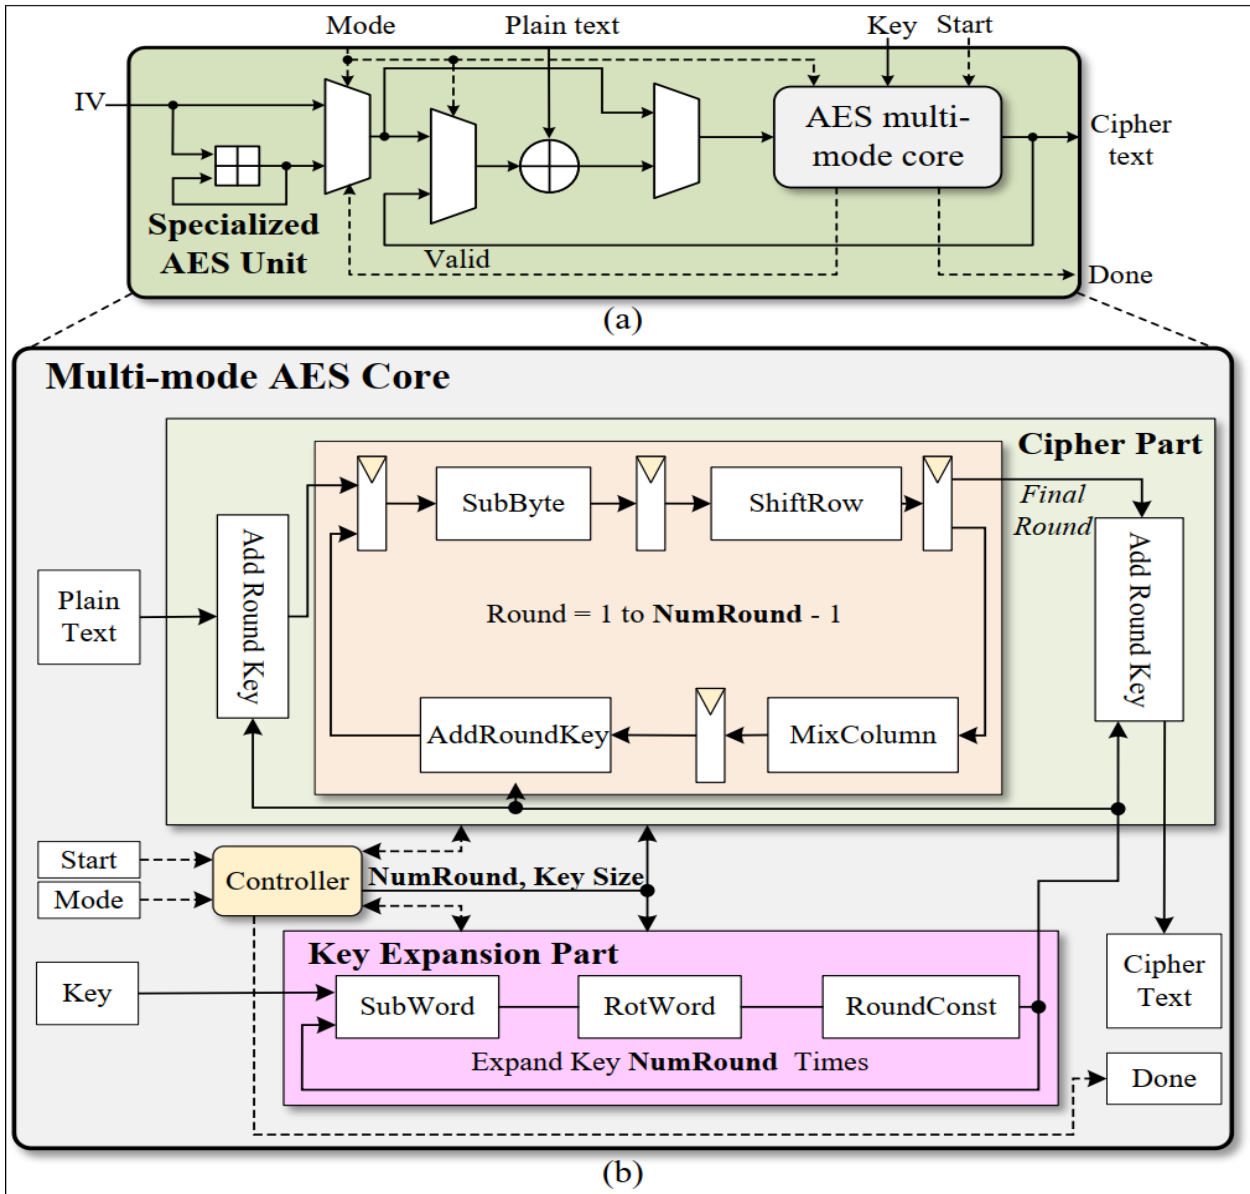 Mode
Plain text
Key
Start
IV
AES multi-
mode core
Cipher
text
Specialized
AES Unit
Valid
Done
(a)
Multi-mode AES Core
Cipher Part
SubByte
ShiftRow
Final
Round
Add Round Key
Add Round Key
Plain
Text
Round = 1 to NumRound - 1
AddRoundKey
MixColumn
Start
Mode
Controller
NumRound, Key Size
Key Expansion Part
Key
SubWord
RotWord
RoundConst
Cipher
Text
Expand Key NumRound Times
Done
(b)